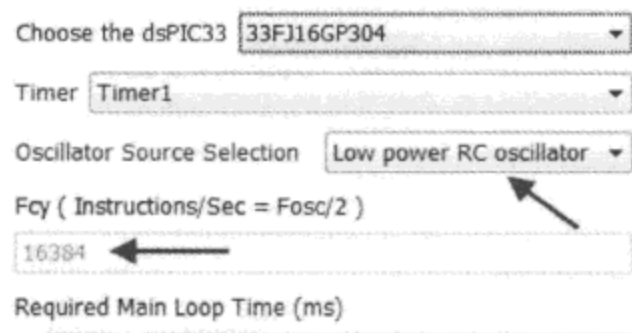 Choose the dsPIC33 33FJ16GP304
Timer Timer1
Oscillator Source Selection Low power RC oscillator
Fcy ( Instructions/Sec = Fosc/2 )
16384
Required Main Loop Time (ms)